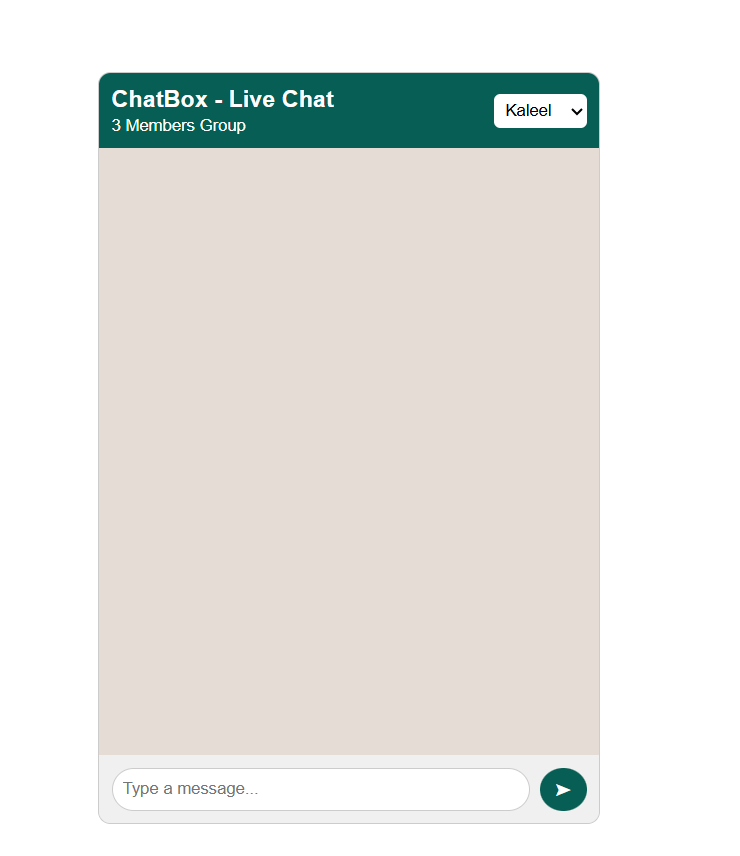 ChatBox - Live Chat
3 Members Group
Kaleel
Type a message...